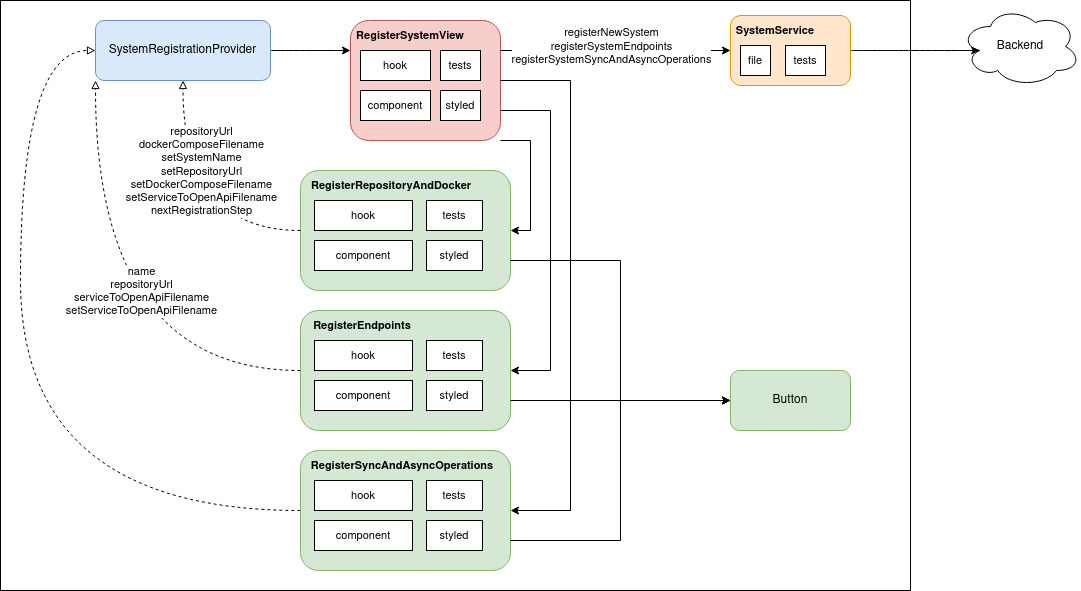 SystemRegistrationProvider
RegisterSystemView
hook
tests
component
styled
registerNewSystem
registerSystemEndpoints
registerSystemSyncAndAsyncOperations
SystemService
file
tests
Backend
repositoryUrl
dockerComposeFilename
setSystemName
setRepositoryUrl
setDockerComposeFilename
setServiceToOpenApiFilename
nextRegistrationStep
RegisterRepositoryAndDocker
hook
tests
component
styled
name
repositoryUrl
serviceToOpenApiFilename
setServiceToOpenApiFilename
RegisterEndpoints
hook
tests
component
styled
Button
RegisterSyncAndAsyncOperations
hook
tests
component
styled